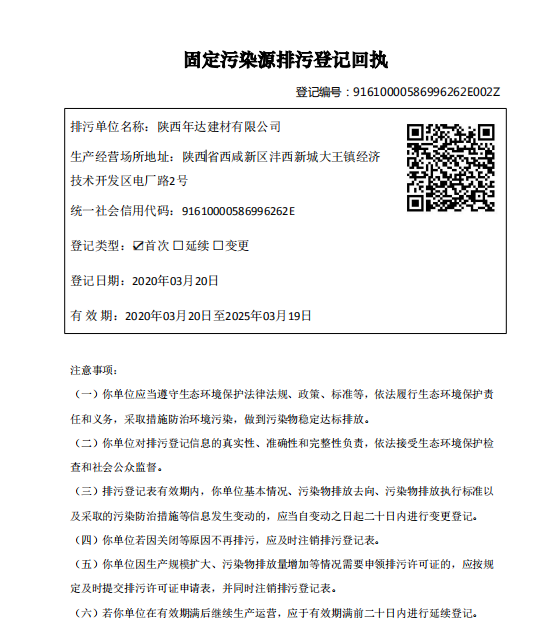 固定污染源排污登记回执
登记编号：91610000586996262E002Z
排污单位名称：陕西年达建材有限公司
生产经营场所地址：陕西省西咸新区沣西新城大王镇经济
技术开发区电厂路2号
统一社会信用代码：91610000586996262E
登记类型：☑首次 ☐延续 ☐变更
登记日期：2020年03月20日
有 效 期：2020年03月20日至2025年03月19日
注意事项：
（一）你单位应当遵守生态环境保护法律法规、政策、标准等，依法履行生态环境保护责
任和义务，采取措施防治环境污染，做到污染物稳定达标排放。
（二）你单位对排污登记信息的真实性、准确性和完整性负责，依法接受生态环境保护检
查和社会公众监督。
（三）排污登记表有效期内，你单位基本情况、污染物排放去向、污染物排放执行标准以
及采取的污染防治措施等信息发生变动的，应当自变动之日起二十日内进行变更登记。
（四）你单位若因关闭等原因不再排污，应及时注销排污登记表。
（五）你单位因生产规模扩大、污染物排放量增加等情况需要申领排污许可证的，应按规
定及时提交排污许可证申请表，并同时注销排污登记表。
（六）若你单位在有效期满后继续生产运营，应于有效期满前二十日内进行延续登记。